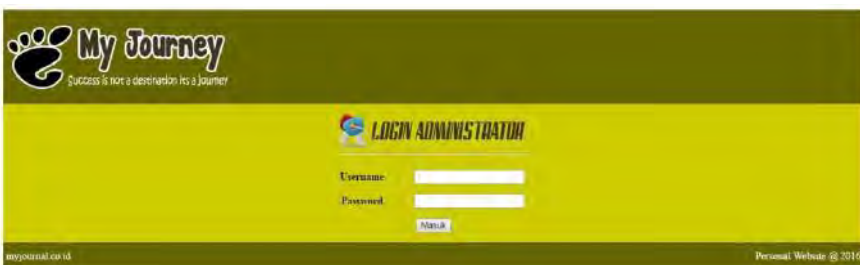 My Journey
Success is not a destination its a journey
LOGIN ADMINISTRATOR
Username
Password
Masuk
myjournal.co.id
Personal Website @ 2016